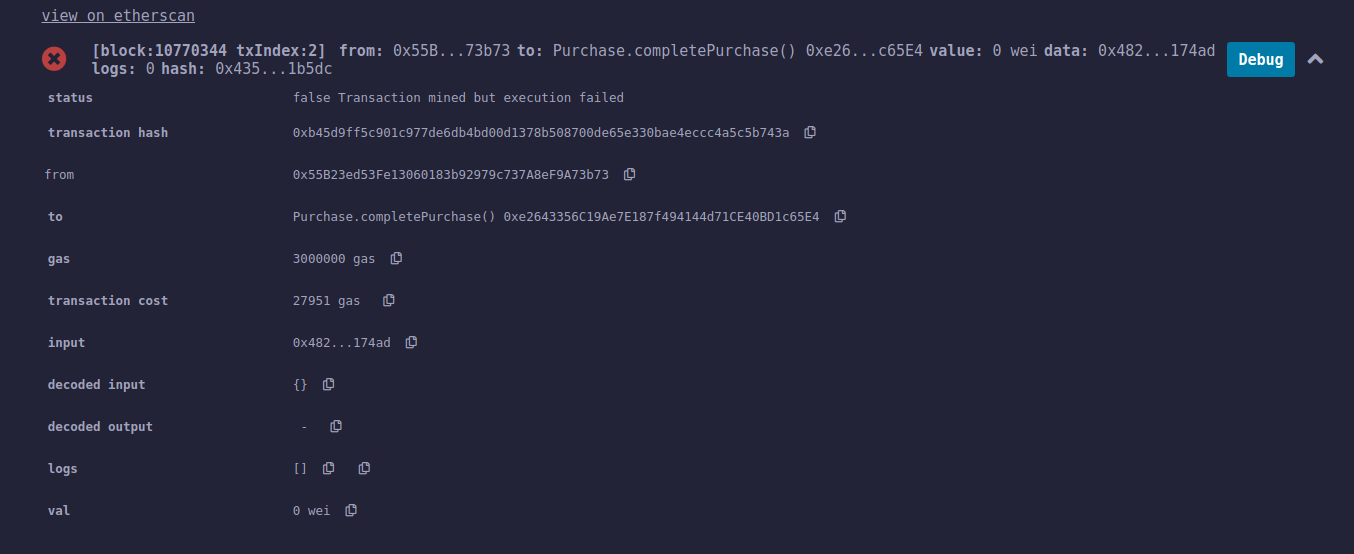 view on etherscan
[block:10770344 txIndex:2] from: 0x55B...73b73 to: Purchase.completePurchase() 0xe26...c65E4 value: 0 wei data: 0x482...174ad
logs: 0 hash: 0x435...1b5dc
Debug
status false Transaction mined but execution failed
transaction hash 0xb45d9ff5c901c977de6db4bd00d1378b508700de65e330bae4eccc4a5c5b743a
from 0x55B23ed53Fe13060183b92979c737A8eF9A73b73
to Purchase.completePurchase() 0xe2643356C19Ae7E187f494144d71CE40BD1c65E4
gas 3000000 gas
transaction cost 27951 gas
input 0x482...174ad
decoded input {}
decoded output -
logs []
val 0 wei